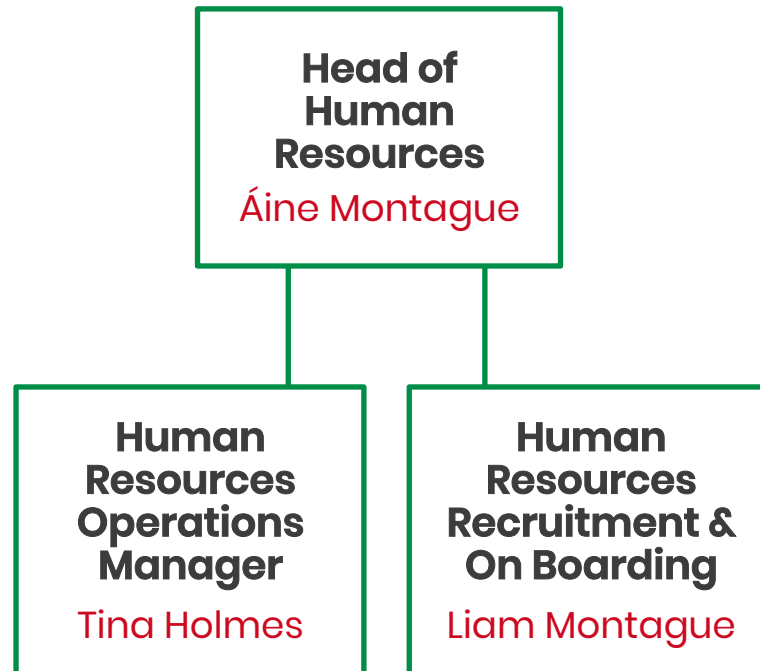 Head of
Human
Resources
Áine Montague
Human
Resources
Operations
Manager
Tina Holmes
Human
Resources
Recruitment &
On Boarding
Liam Montague